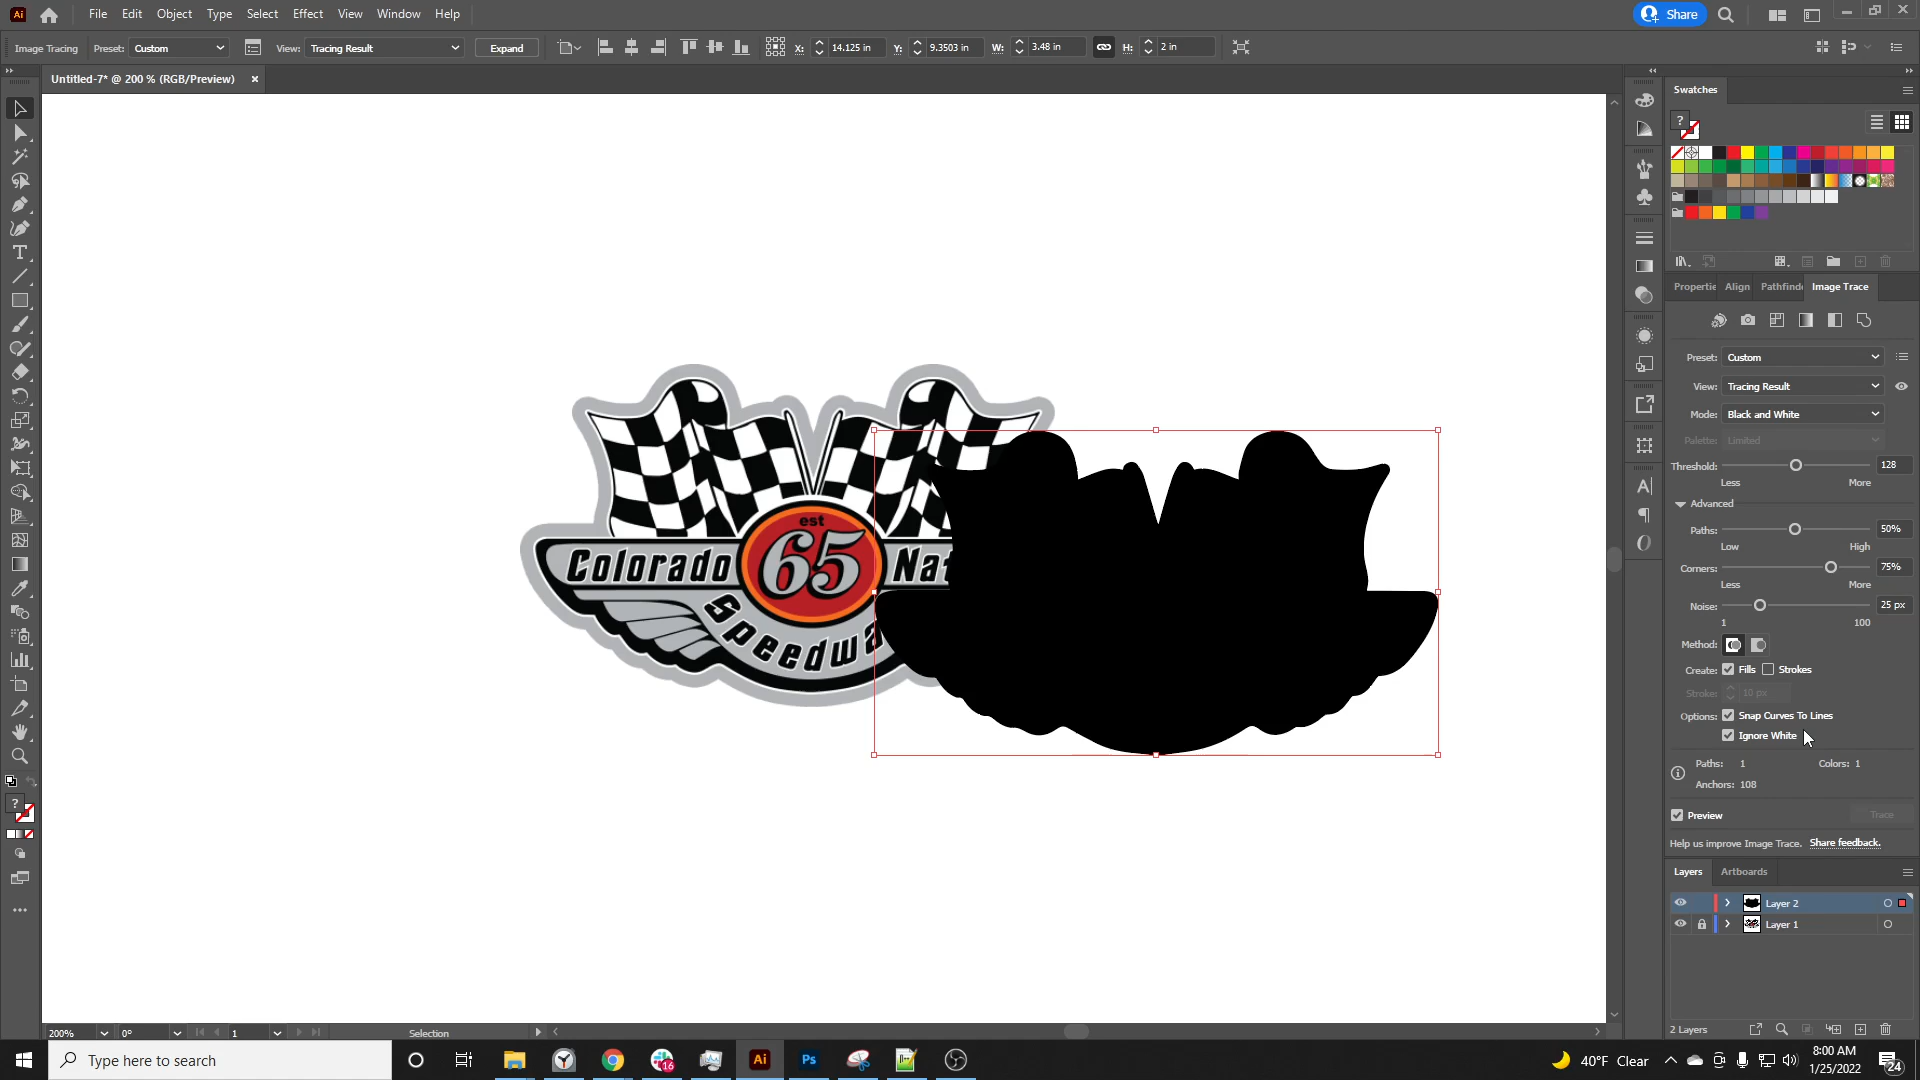 Ai File Edit Object Type Select Effect View Window Help Share
Image Tracing Preset: Custom View: Tracing Result Expand X: 14.125 in Y: 9.3503 in W: 3.48 in H: 2 in
Untitled-7* @ 200 % (RGB/Preview) ×
Swatches
Properties Align Pathfind Image Trace
Preset: Custom
View: Tracing Result
Mode: Black and White
Palette: Limited
Threshold: 128
Less More
Advanced
Paths: 50%
Low High
Corners: 75%
Less More
Noise: 25 px
1 100
Method:
Create: Fills Strokes
Stroke: 10 px
Options: Snap Curves To Lines
Ignore White
Paths: 1 Colors: 1
Anchors: 108
Preview Trace
Help us improve Image Trace. Share feedback.
Layers Artboards
Layer 2
Layer 1
2 Layers
est
65
Colorado Nat
Speedwa
200% 0° 1 Selection
Type here to search
16
Ai
Ps
40°F Clear
8:00 AM
1/25/2022
24